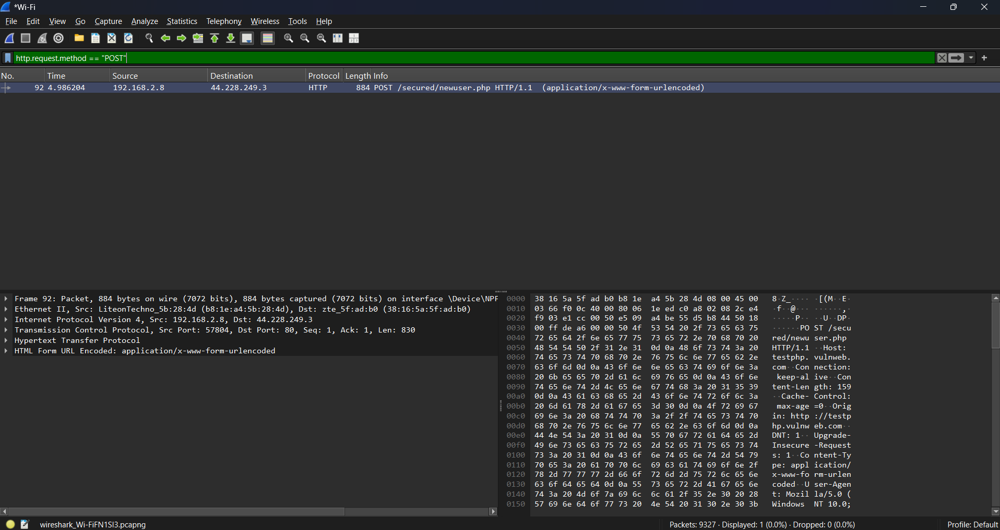 *Wi-Fi
File Edit View Go Capture Analyze Statistics Telephony Wireless Tools Help
http.request.method == "POST"
No. Time Source Destination Protocol Length Info
92 4.986204 192.168.2.8 44.228.249.3 HTTP 884 POST /secured/newuser.php HTTP/1.1 (application/x-www-form-urlencoded)
Frame 92: Packet, 884 bytes on wire (7072 bits), 884 bytes captured (7072 bits) on interface \Device\NPF
Ethernet II, Src: LiteonTechno_5b:28:4d (b8:1e:a4:5b:28:4d), Dst: zte_5f:ad:b0 (38:16:5a:5f:ad:b0)
Internet Protocol Version 4, Src: 192.168.2.8, Dst: 44.228.249.3
Transmission Control Protocol, Src Port: 57804, Dst Port: 80, Seq: 1, Ack: 1, Len: 830
Hypertext Transfer Protocol
HTML Form URL Encoded: application/x-www-form-urlencoded
0000 38 16 5a 5f ad b0 b8 1e a4 5b 28 4d 08 00 45 00 8·Z_···· ·[(M··E·
0010 03 66 f0 0c 40 00 80 06 1e ed c0 a8 02 08 2c e4 ·f··@··· ······,·
0020 f9 03 e1 cc 00 50 e5 09 a4 be 55 d5 b8 44 50 18 ·····P·· ··U··DP·
0030 00 ff de a6 00 00 50 4f 53 54 20 2f 73 65 63 75 ······PO ST /secu
0040 72 65 64 2f 6e 65 77 75 73 65 72 2e 70 68 70 20 red/newu ser.php
0050 48 54 54 50 2f 31 2e 31 0d 0a 48 6f 73 74 3a 20 HTTP/1.1 ··Host:
0060 74 65 73 74 70 68 70 2e 76 75 6c 6e 77 65 62 2e testphp. vulnweb.
0070 63 6f 6d 0d 0a 43 6f 6e 6e 65 63 74 69 6f 6e 3a com··Con nection:
0080 20 6b 65 65 70 2d 61 6c 69 76 65 0d 0a 43 6f 6e keep-al ive··Con
0090 74 65 6e 74 2d 4c 65 6e 67 74 68 3a 20 31 35 39 tent-Len gth: 159
00a0 0d 0a 43 61 63 68 65 2d 43 6f 6e 74 72 6f 6c 3a ··Cache- Control:
00b0 20 6d 61 78 2d 61 67 65 3d 30 0d 0a 4f 72 69 67 max-age =0··Orig
00c0 69 6e 3a 20 68 74 74 70 3a 2f 2f 74 65 73 74 70 in: http ://testp
00d0 68 70 2e 76 75 6c 6e 77 65 62 2e 63 6f 6d 0d 0a hp.vulnw eb.com··
00e0 44 4e 54 3a 20 31 0d 0a 55 70 67 72 61 64 65 2d DNT: 1·· Upgrade-
00f0 49 6e 73 65 63 75 72 65 2d 52 65 71 75 65 73 74 Insecure -Request
0100 73 3a 20 31 0d 0a 43 6f 6e 74 65 6e 74 2d 54 79 s: 1··Co ntent-Ty
0110 70 65 3a 20 61 70 70 6c 69 63 61 74 69 6f 6e 2f pe: appl ication/
0120 78 2d 77 77 77 2d 66 6f 72 6d 2d 75 72 6c 65 6e x-www-fo rm-urlen
0130 63 6f 64 65 64 0d 0a 55 73 65 72 2d 41 67 65 6e coded··U ser-Agen
0140 74 3a 20 4d 6f 7a 69 6c 6c 61 2f 35 2e 30 20 28 t: Mozil la/5.0 (
0150 57 69 6e 64 6f 77 73 20 4e 54 20 31 30 2e 30 3b Windows NT 10.0;
wireshark_Wi-FiFN1SI3.pcapng Packets: 9327 · Displayed: 1 (0.0%) · Dropped: 0 (0.0%) Profile: Default